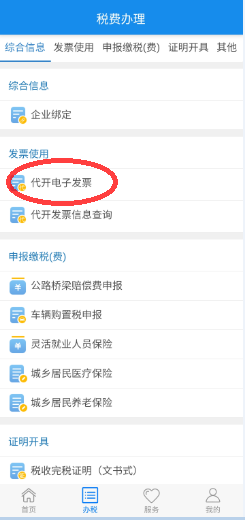 税费办理
综合信息 发票使用 申报缴税(费) 证明开具 其他
综合信息
企业绑定
发票使用
代开电子发票
代开发票信息查询
申报缴税(费)
公路桥梁赔偿费申报
车辆购置税申报
灵活就业人员保险
城乡居民医疗保险
城乡居民养老保险
证明开具
税收完税证明（文书式）
首页 办税 服务 我的